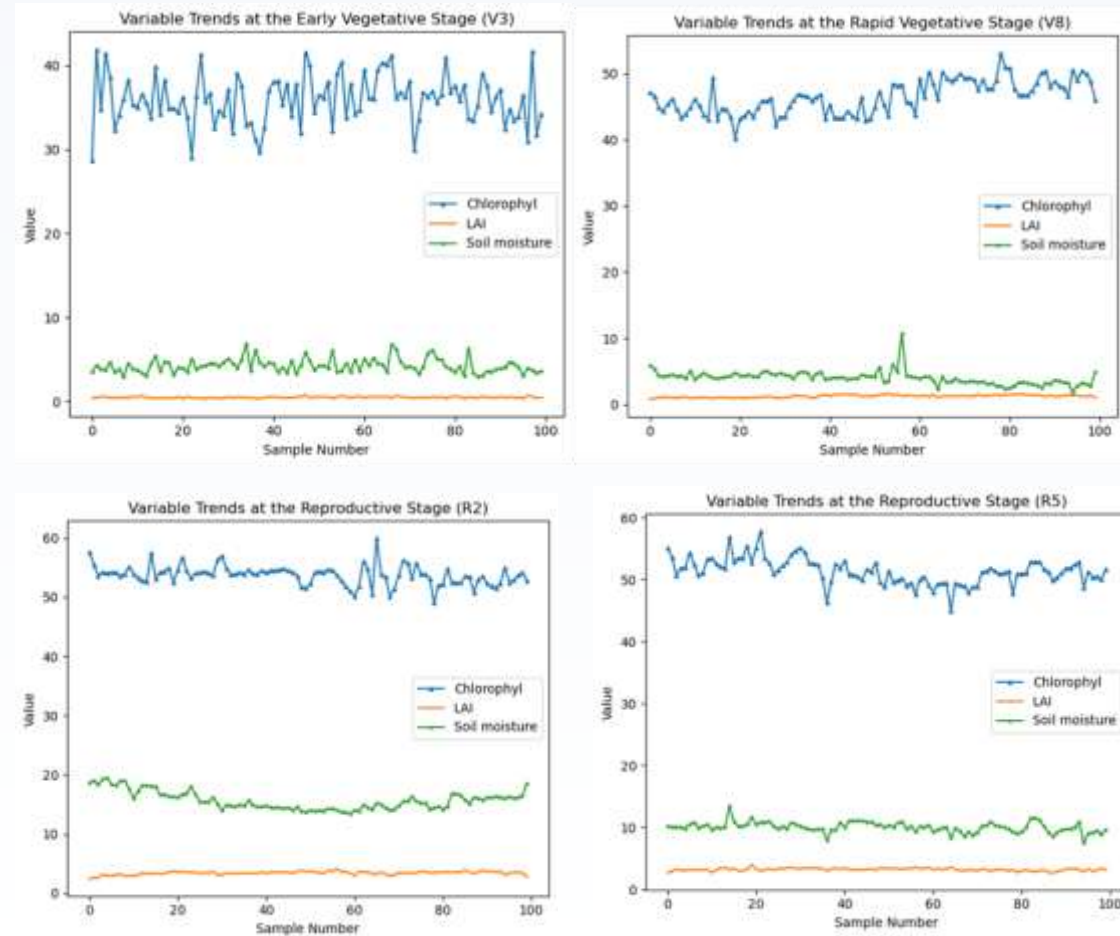 Variable Trends at the Early Vegetative Stage (V3)
40
30
20
10
0
Value
Chlorophyl
LAI
Soil moisture
0 20 40 60 80 100
Sample Number
Variable Trends at the Rapid Vegetative Stage (V8)
50
40
30
20
10
0
Value
Chlorophyl
LAI
Soil moisture
0 20 40 60 80 100
Sample Number
Variable Trends at the Reproductive Stage (R2)
60
50
40
30
20
10
0
Value
Chlorophyl
LAI
Soil moisture
0 20 40 60 80 100
Sample Number
Variable Trends at the Reproductive Stage (R5)
60
50
40
30
20
10
0
Value
Chlorophyl
LAI
Soil moisture
0 20 40 60 80 100
Sample Number